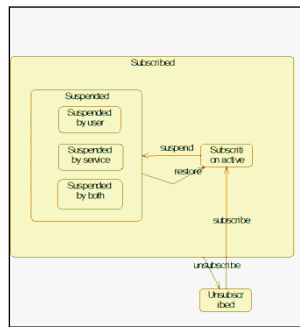 Subscribed
Suspended
Suspended
by user
Suspended
by service
Suspended
by both
suspend
Subscriti
on active
restore
subscribe
unsubscribe
Unsubscr
ibed